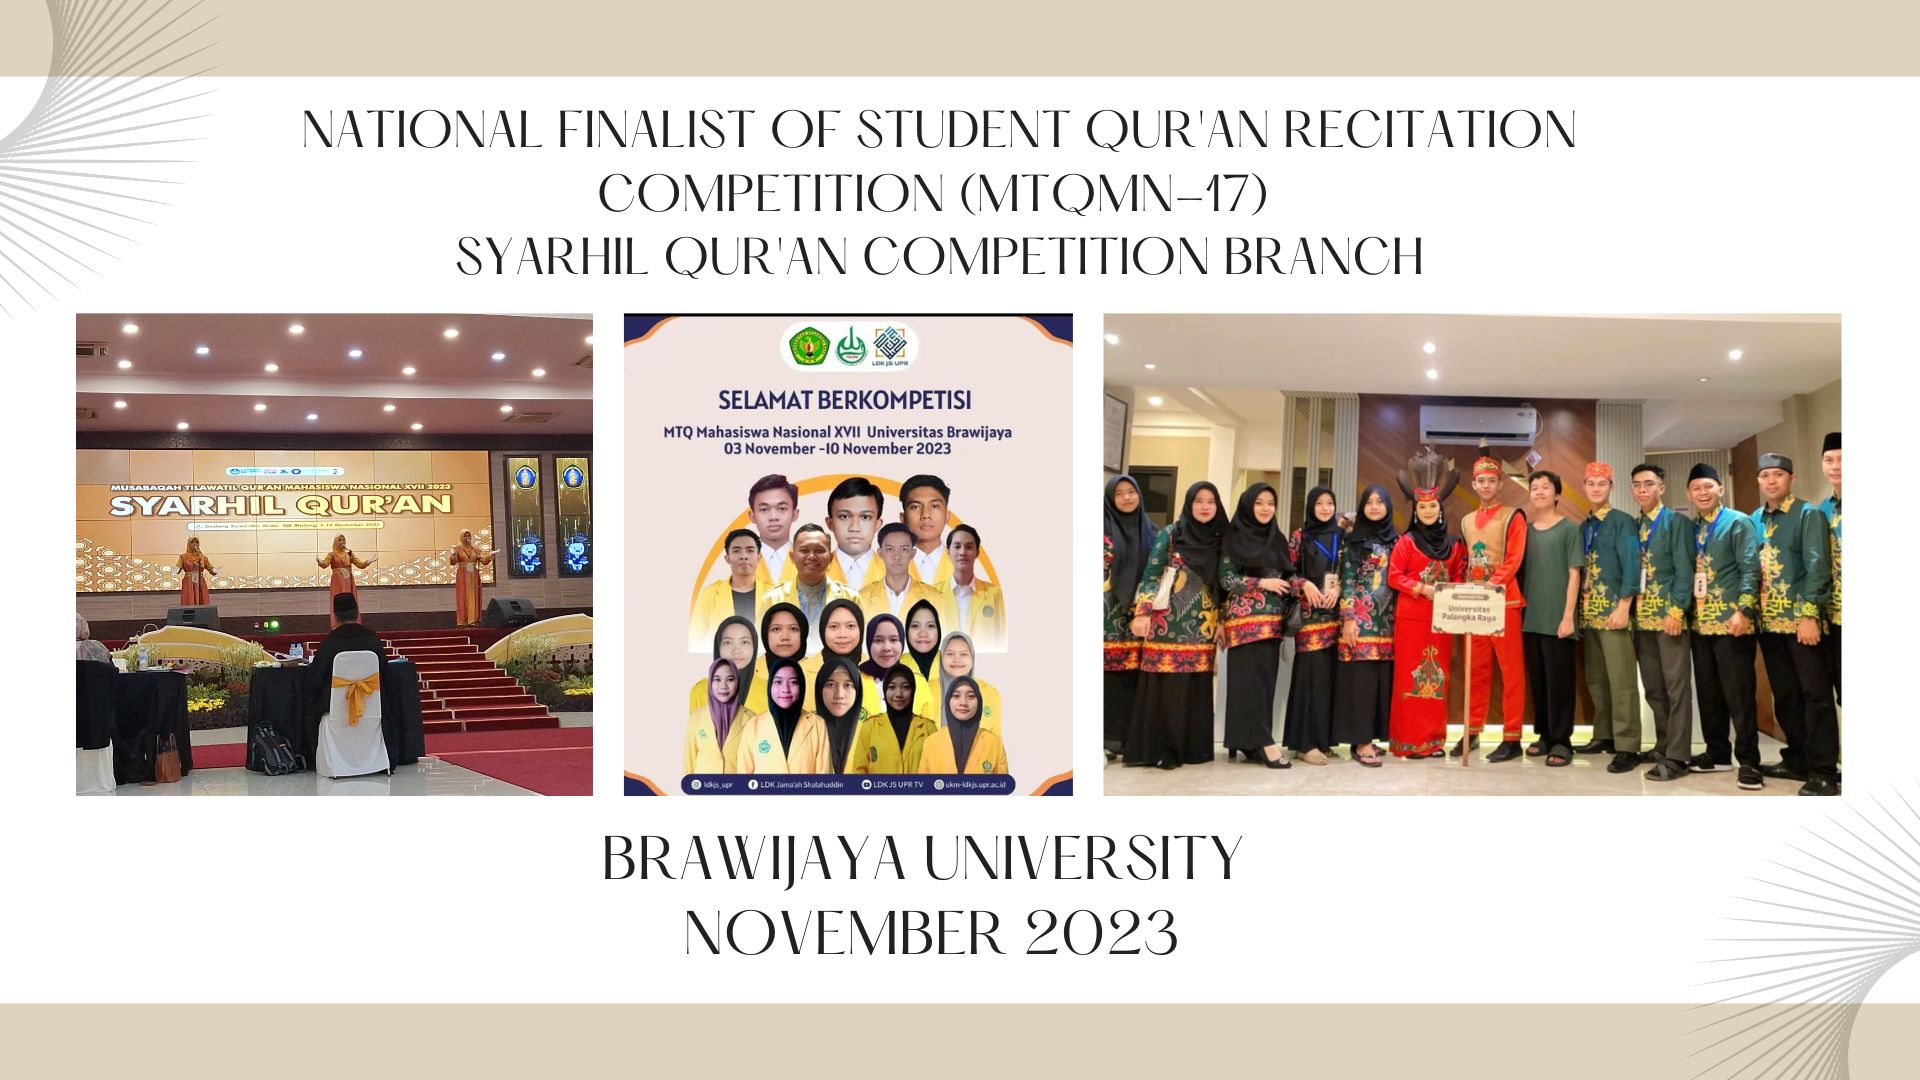 NATIONAL FINALIST OF STUDENT QUR'AN RECITATION
COMPETITION (MTQMN-17)
SYARHIL QUR'AN COMPETITION BRANCH
MUSABAQAH TILAWATIL QUR'AN MAHASISWA NASIONAL XVII 2023
SYARHIL QUR'AN
LDK JS UPR
SELAMAT BERKOMPETISI
MTQ Mahasiswa Nasional XVII Universitas Brawijaya
03 November -10 November 2023
ldkjs_upr
LDK Jama'ah Shalahuddin
LDK JS UPR TV
ukm-ldkjs.upr.ac.id
Universitas
Palangka Raya
BRAWIJAYA UNIVERSITY
NOVEMBER 2023